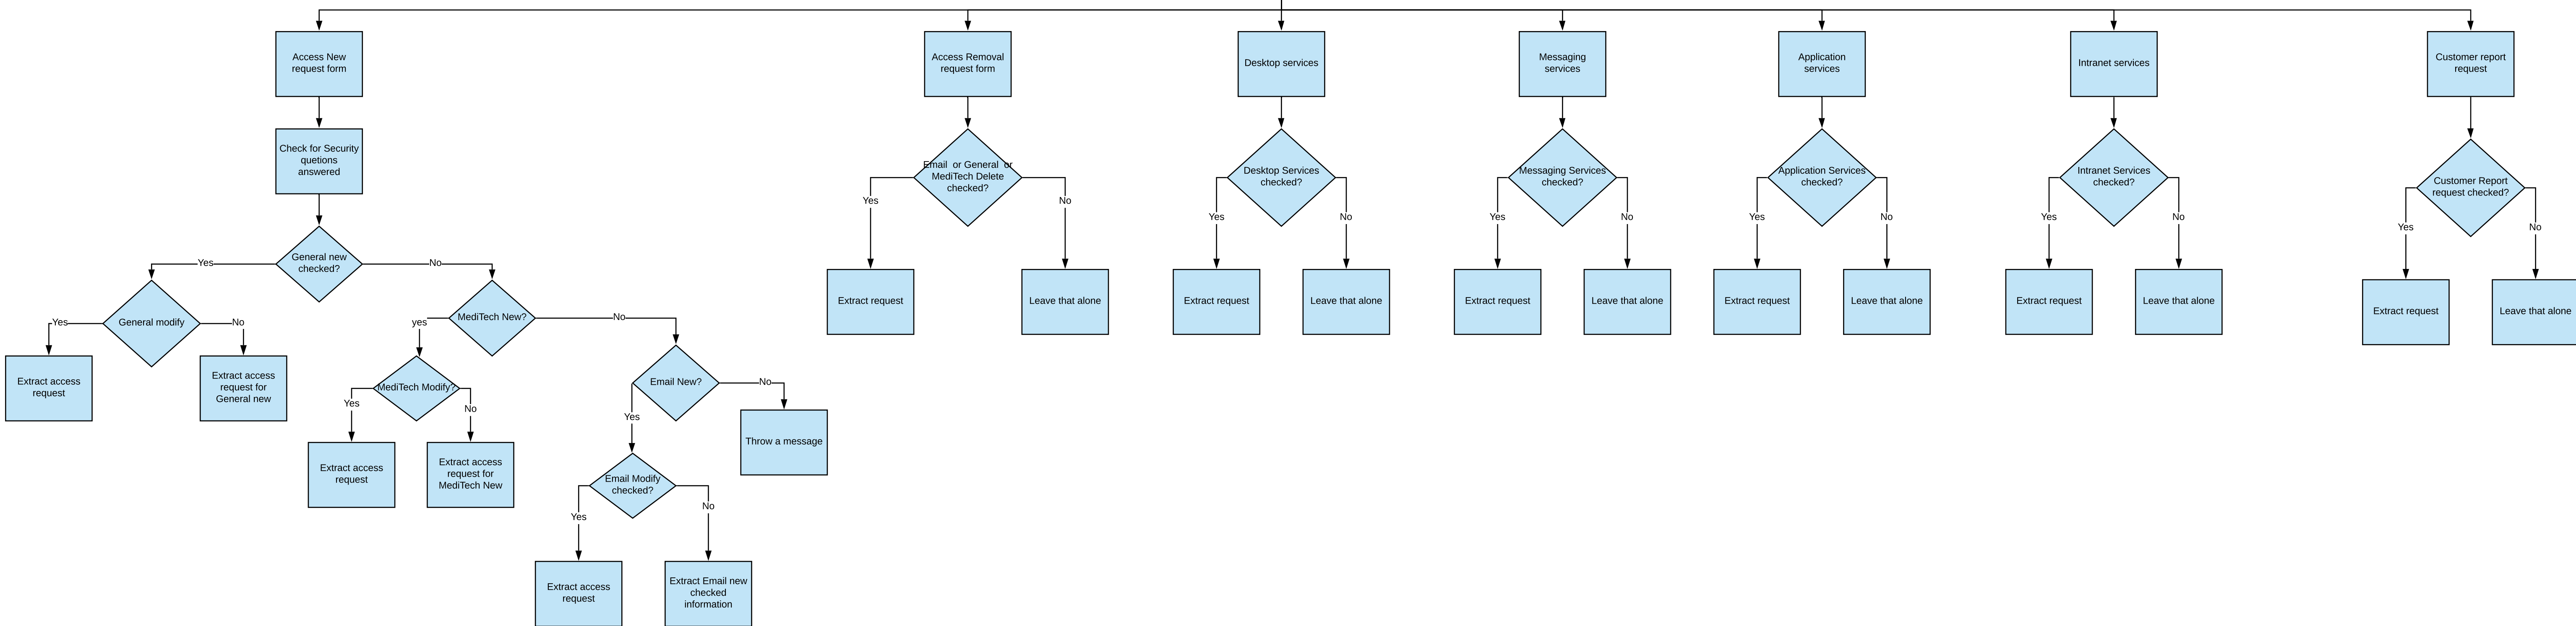 Access New
request form
Access Removal
request form
Desktop services
Messaging
services
Application
services
Intranet services
Customer report
request
Check for Security
quetions
answered
Email  or General  or
MediTech Delete
checked?
Desktop Services
checked?
Messaging Services
checked?
Application Services
checked?
Intranet Services
checked?
Customer Report
request checked?
Yes
No
Yes
No
Yes
No
Yes
No
Yes
No
Yes
No
General new
checked?
Yes
No
Extract request
Leave that alone
Extract request
Leave that alone
Extract request
Leave that alone
Extract request
Leave that alone
Extract request
Leave that alone
Extract request
Leave that alone
General modify
Yes
No
MediTech New?
yes
No
Extract access
request
Extract access
request for
General new
MediTech Modify?
Yes
No
Email New?
Yes
No
Throw a message
Extract access
request
Extract access
request for
MediTech New
Email Modify
checked?
Yes
No
Extract access
request
Extract Email new
checked
information